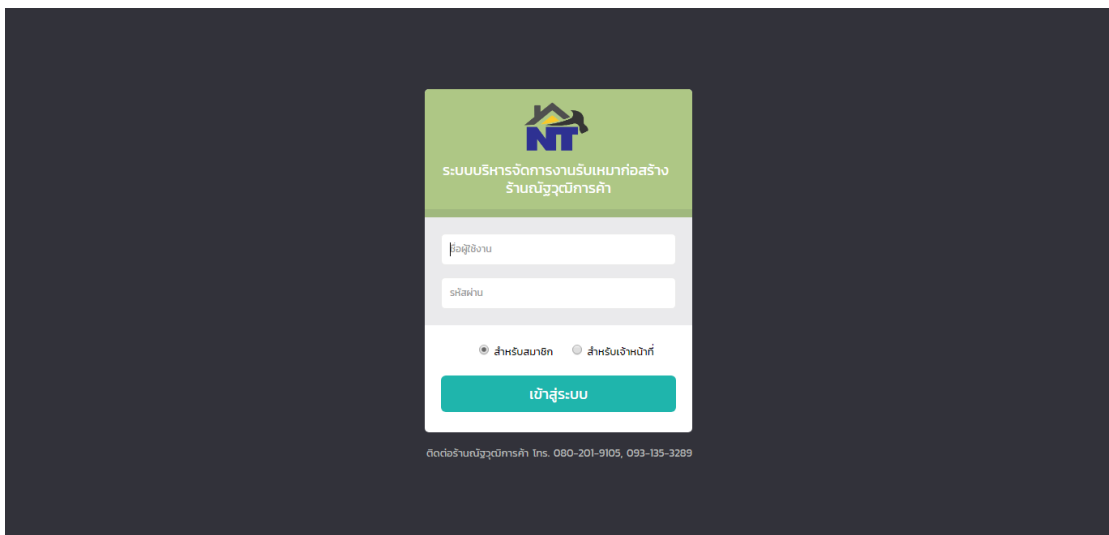 NT
ระบบบริหารจัดการงานรับเหมาก่อสร้าง
ร้านณัฐวุฒิการค้า
ชื่อผู้ใช้งาน
รหัสผ่าน
สำหรับสมาชิก สำหรับเจ้าหน้าที่
เข้าสู่ระบบ
ติดต่อร้านณัฐวุฒิการค้า โทร. 080-201-9105, 093-135-3289